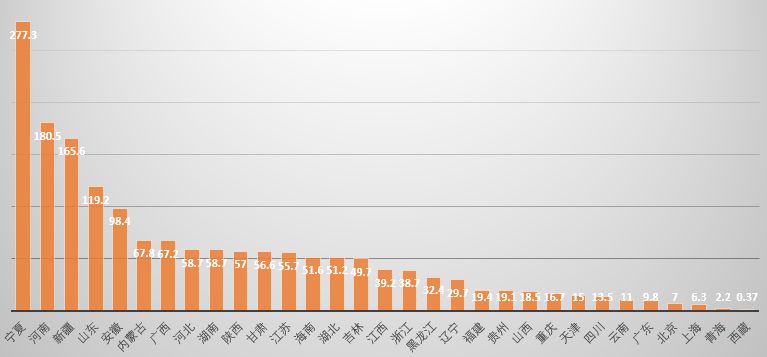 277.3
180.5
165.6
119.2
98.4
67.8
67.2
58.7
58.7
57
56.6
55.7
51.6
51.2
49.7
39.2
38.7
32.4
29.7
19.4
19.1
18.5
16.7
15
13.5
11
9.8
7
6.3
2.2
0.37
宁夏
河南
新疆
山东
安徽
内蒙古
广西
河北
湖南
陕西
甘肃
江苏
海南
湖北
吉林
江西
浙江
黑龙江
辽宁
福建
贵州
山西
重庆
天津
四川
云南
广东
北京
上海
青海
西藏